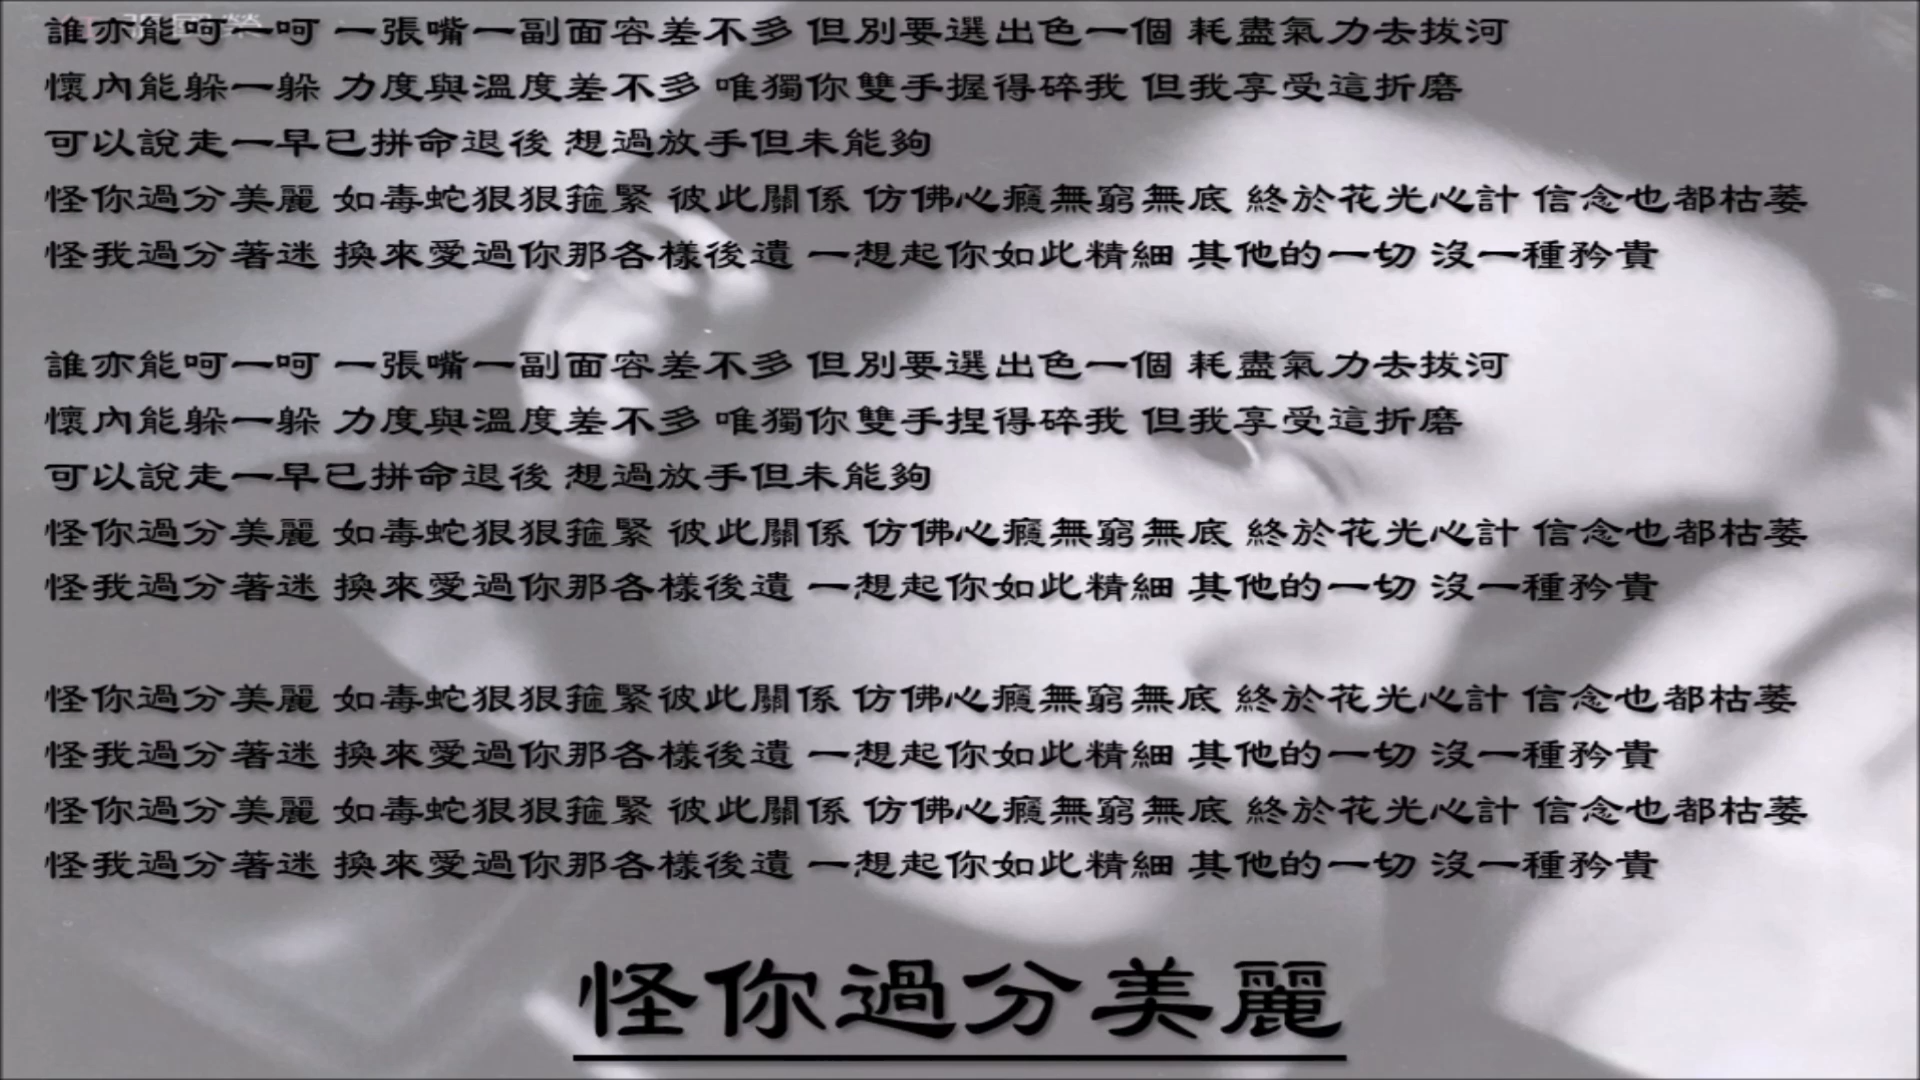 張國榮
誰亦能呵一呵 一張嘴一副面容差不多 但別要選出色一個 耗盡氣力去拔河
懷內能躲一躲 力度與溫度差不多 唯獨你雙手握得碎我 但我享受這折磨
可以說走一早已拼命退後 想過放手但未能夠
怪你過分美麗 如毒蛇狠狠箍緊 彼此關係 仿佛心癮無窮無底 終於花光心計 信念也都枯萎
怪我過分著迷 換來愛過你那各樣後遺 一想起你如此精細 其他的一切 沒一種矜貴
誰亦能呵一呵 一張嘴一副面容差不多 但別要選出色一個 耗盡氣力去拔河
懷內能躲一躲 力度與溫度差不多 唯獨你雙手捏得碎我 但我享受這折磨
可以說走一早已拼命退後 想過放手但未能夠
怪你過分美麗 如毒蛇狠狠箍緊 彼此關係 仿佛心癮無窮無底 終於花光心計 信念也都枯萎
怪我過分著迷 換來愛過你那各樣後遺 一想起你如此精細 其他的一切 沒一種矜貴
怪你過分美麗 如毒蛇狠狠箍緊彼此關係 仿佛心癮無窮無底 終於花光心計 信念也都枯萎
怪我過分著迷 換來愛過你那各樣後遺 一想起你如此精細 其他的一切 沒一種矜貴
怪你過分美麗 如毒蛇狠狠箍緊 彼此關係 仿佛心癮無窮無底 終於花光心計 信念也都枯萎
怪我過分著迷 換來愛過你那各樣後遺 一想起你如此精細 其他的一切 沒一種矜貴
怪你過分美麗